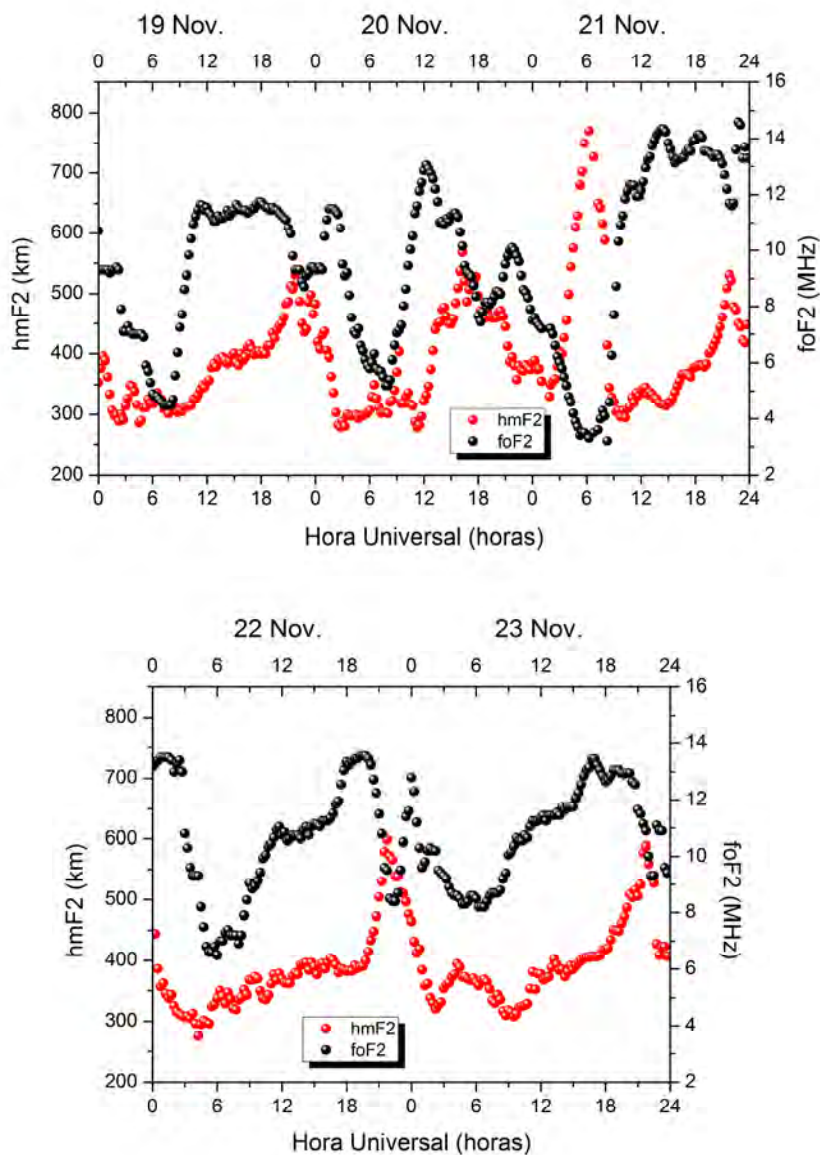 19 Nov. 20 Nov. 21 Nov.
0 6 12 18 0 6 12 18 0 6 12 18 24
800
700
600
500
400
300
200
hmF2 (km)
16
14
12
10
8
6
4
2
foF2 (MHz)
hmF2
foF2
0 6 12 18 0 6 12 18 0 6 12 18 24
Hora Universal (horas)
22 Nov. 23 Nov.
0 6 12 18 0 6 12 18 24
800
700
600
500
400
300
200
hmF2 (km)
16
14
12
10
8
6
4
2
foF2 (MHz)
hmF2
foF2
0 6 12 18 0 6 12 18 24
Hora Universal (horas)